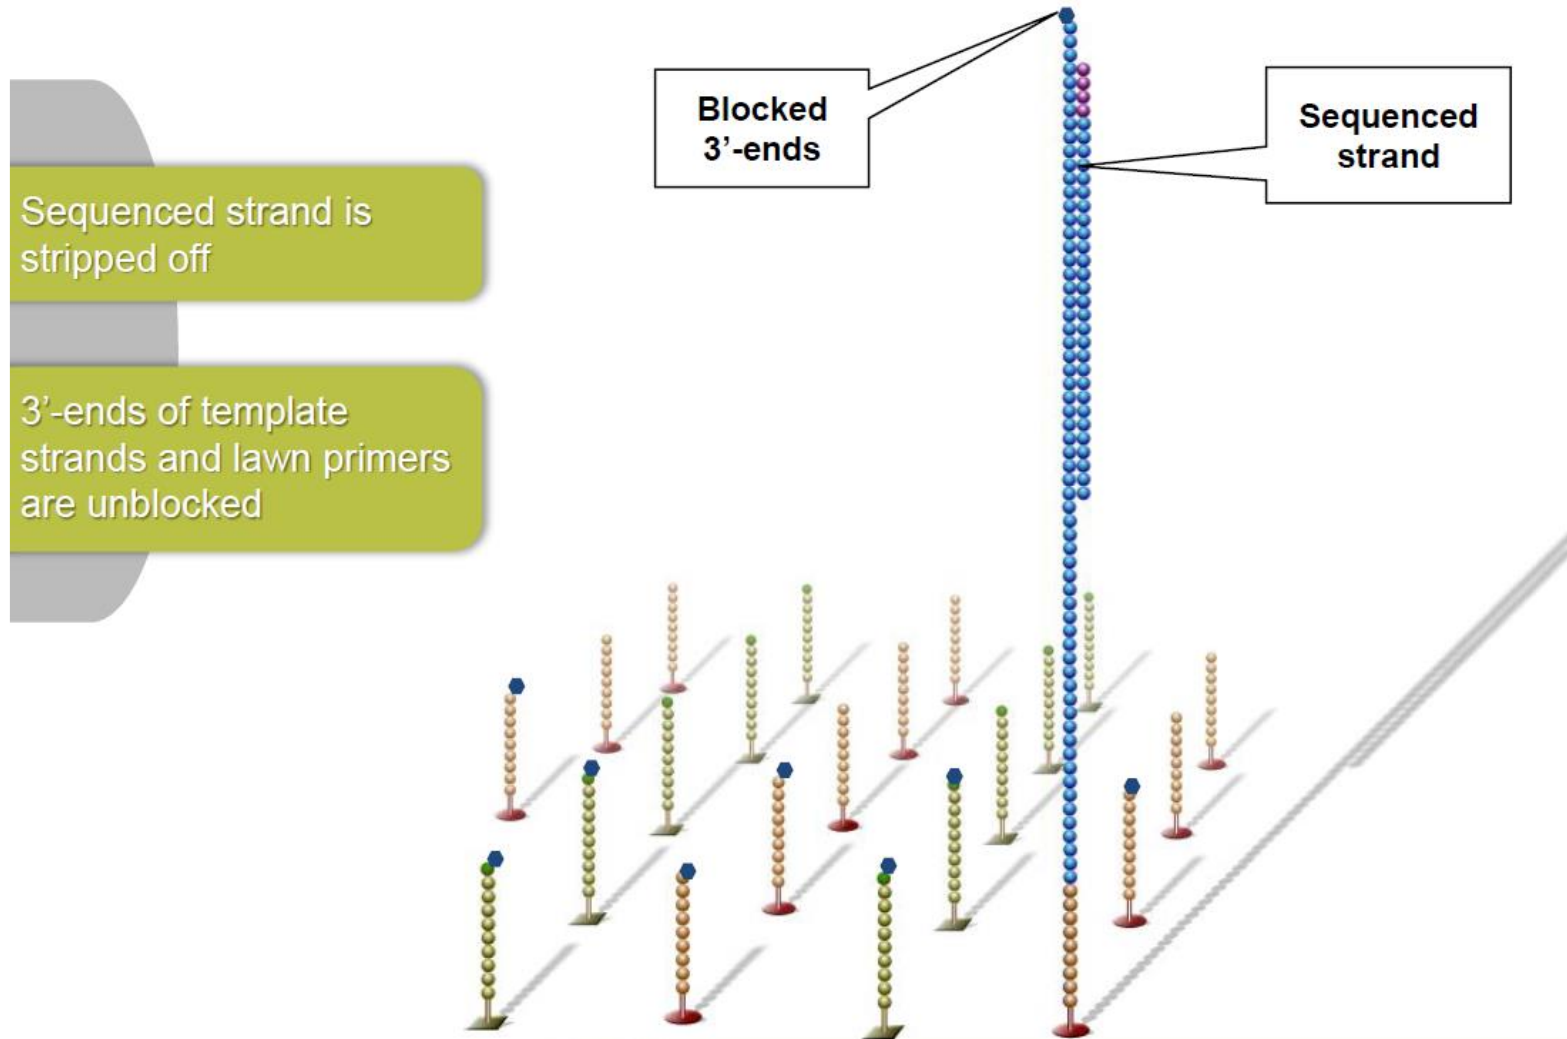 Sequenced strand is
stripped off
3’-ends of template
strands and lawn primers
are unblocked
Blocked
3’-ends
Sequenced
strand